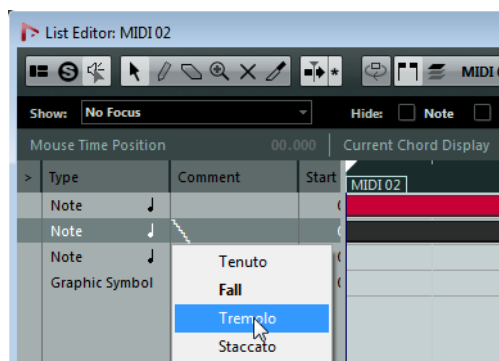 List Editor: MIDI 02
MIDI
Show: No Focus Hide: Note
Mouse Time Position 00.000 Current Chord Display
> Type Comment Start MIDI 02
Note
Note
Note
Graphic Symbol
Tenuto
Fall
Tremolo
Staccato